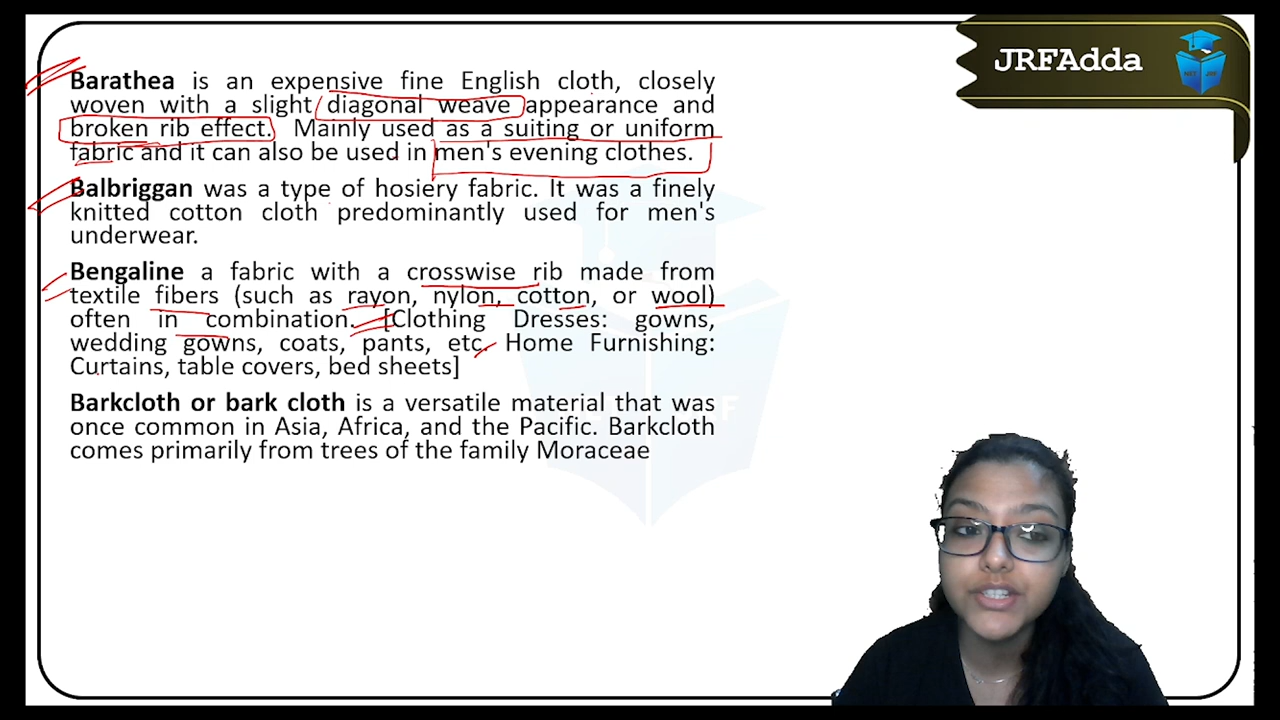 JRFAdda
Barathea is an expensive fine English cloth, closely
woven with a slight diagonal weave appearance and
broken rib effect. Mainly used as a suiting or uniform
fabric and it can also be used in men's evening clothes.
Balbriggan was a type of hosiery fabric. It was a finely
knitted cotton cloth predominantly used for men's
underwear.
Bengaline a fabric with a crosswise rib made from
textile fibers (such as rayon, nylon, cotton, or wool)
often in combination. [Clothing Dresses: gowns,
wedding gowns, coats, pants, etc. Home Furnishing:
Curtains, table covers, bed sheets]
Barkcloth or bark cloth is a versatile material that was
once common in Asia, Africa, and the Pacific. Barkcloth
comes primarily from trees of the family Moraceae